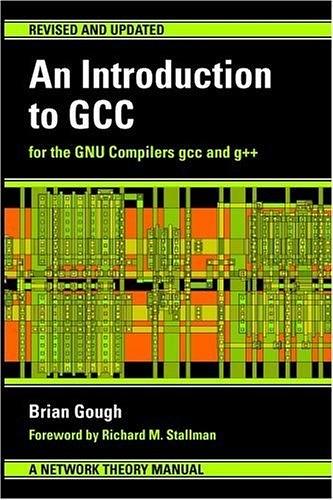 REVISED AND UPDATED
An Introduction
to GCC
for the GNU Compilers gcc and g++
Brian Gough
Foreword by Richard M. Stallman
A NETWORK THEORY MANUAL